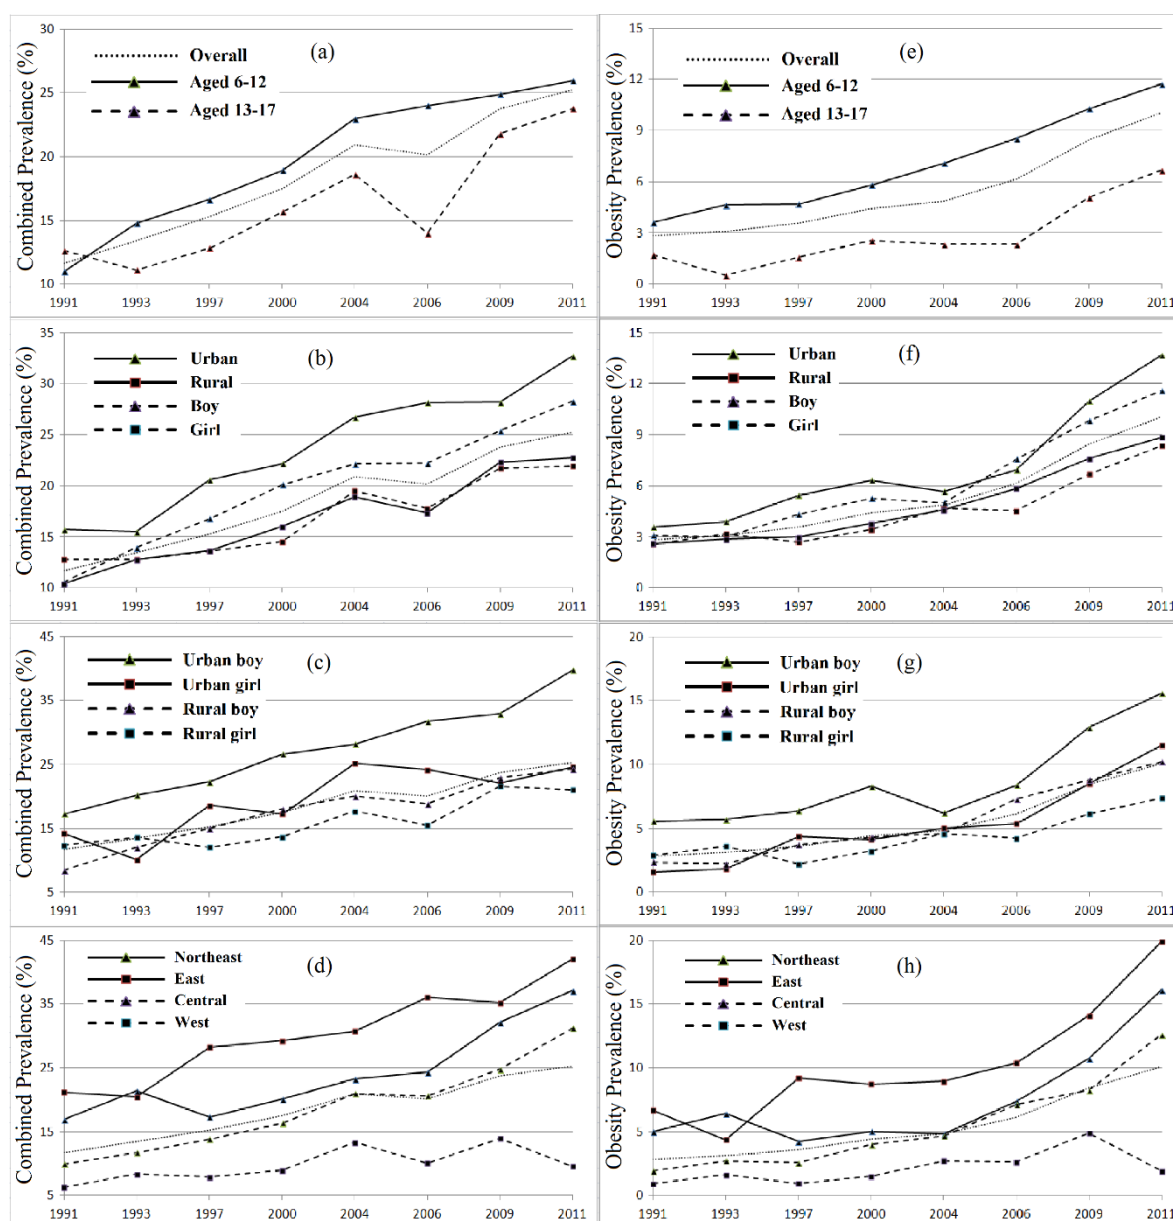 Combined Prevalence (%)
30
25
20
15
10
(a)
Overall
Aged 6-12
Aged 13-17
1991 1993 1997 2000 2004 2006 2009 2011
Obesity Prevalence (%)
15
12
9
6
3
0
(e)
Overall
Aged 6-12
Aged 13-17
1991 1993 1997 2000 2004 2006 2009 2011
Combined Prevalence (%)
35
30
25
20
15
10
(b)
Urban
Rural
Boy
Girl
1991 1993 1997 2000 2004 2006 2009 2011
Obesity Prevalence (%)
15
12
9
6
3
0
(f)
Urban
Rural
Boy
Girl
1991 1993 1997 2000 2004 2006 2009 2011
Combined Prevalence (%)
45
35
25
15
5
(c)
Urban boy
Urban girl
Rural boy
Rural girl
1991 1993 1997 2000 2004 2006 2009 2011
Obesity Prevalence (%)
20
15
10
5
0
(g)
Urban boy
Urban girl
Rural boy
Rural girl
1991 1993 1997 2000 2004 2006 2009 2011
Combined Prevalence (%)
45
35
25
15
5
(d)
Northeast
East
Central
West
1991 1993 1997 2000 2004 2006 2009 2011
Obesity Prevalence (%)
20
15
10
5
0
(h)
Northeast
East
Central
West
1991 1993 1997 2000 2004 2006 2009 2011